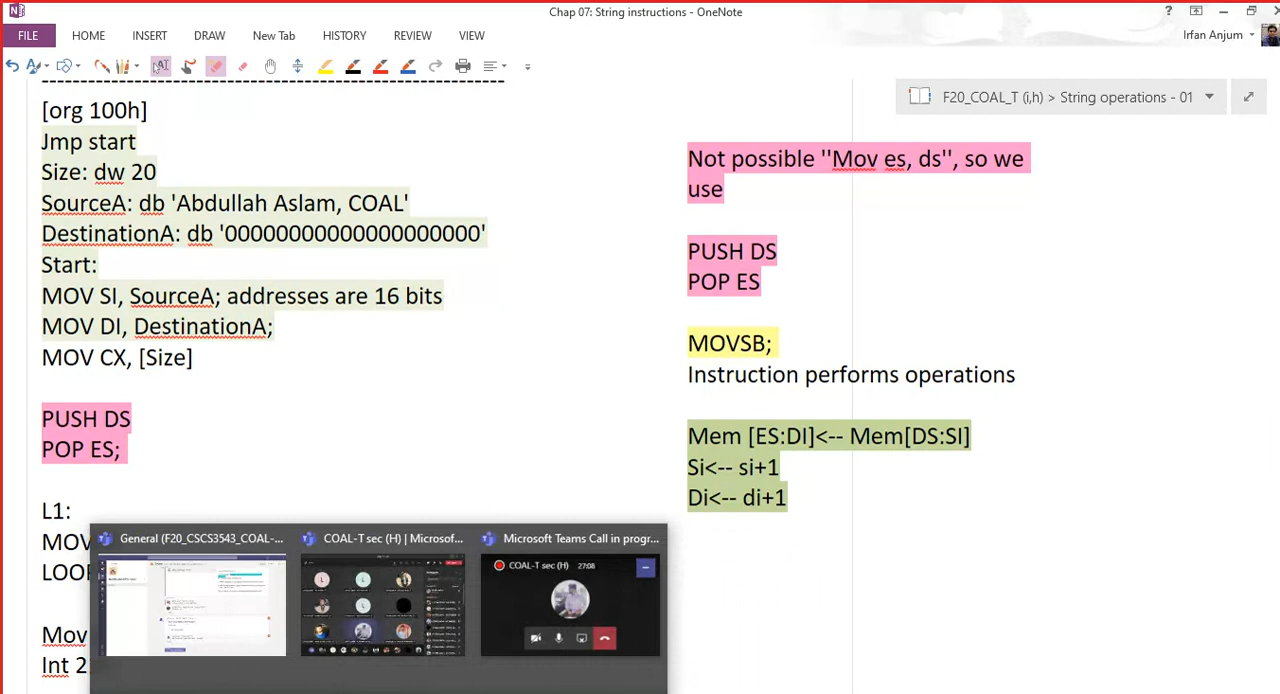 Chap 07: String instructions - OneNote
FILE HOME INSERT DRAW New Tab HISTORY REVIEW VIEW
Irfan Anjum
F20_COAL_T (i,h) > String operations - 01
[org 100h]
Jmp start
Size: dw 20
SourceA: db 'Abdullah Aslam, COAL'
DestinationA: db '00000000000000000000'
Start:
MOV SI, SourceA; addresses are 16 bits
MOV DI, DestinationA;
MOV CX, [Size]
PUSH DS
POP ES;
L1:
MOV
LOOP
Mov
Int 2
Not possible "Mov es, ds", so we
use
PUSH DS
POP ES
MOVSB;
Instruction performs operations
Mem [ES:DI]<-- Mem[DS:SI]
Si<-- si+1
Di<-- di+1
General (F20_CSCS3543_COAL-...
COAL-T sec (H) | Microsof...
Microsoft Teams Call in progr...
COAL-T sec (H) 27:08